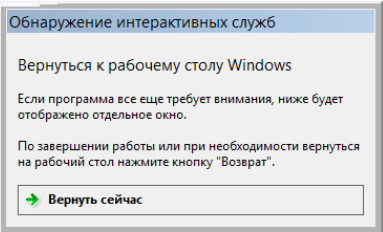 Обнаружение интерактивных служб
Вернуться к рабочему столу Windows
Если программа все еще требует внимания, ниже будет
отображено отдельное окно.
По завершении работы или при необходимости вернуться
на рабочий стол нажмите кнопку "Возврат".
Вернуть сейчас